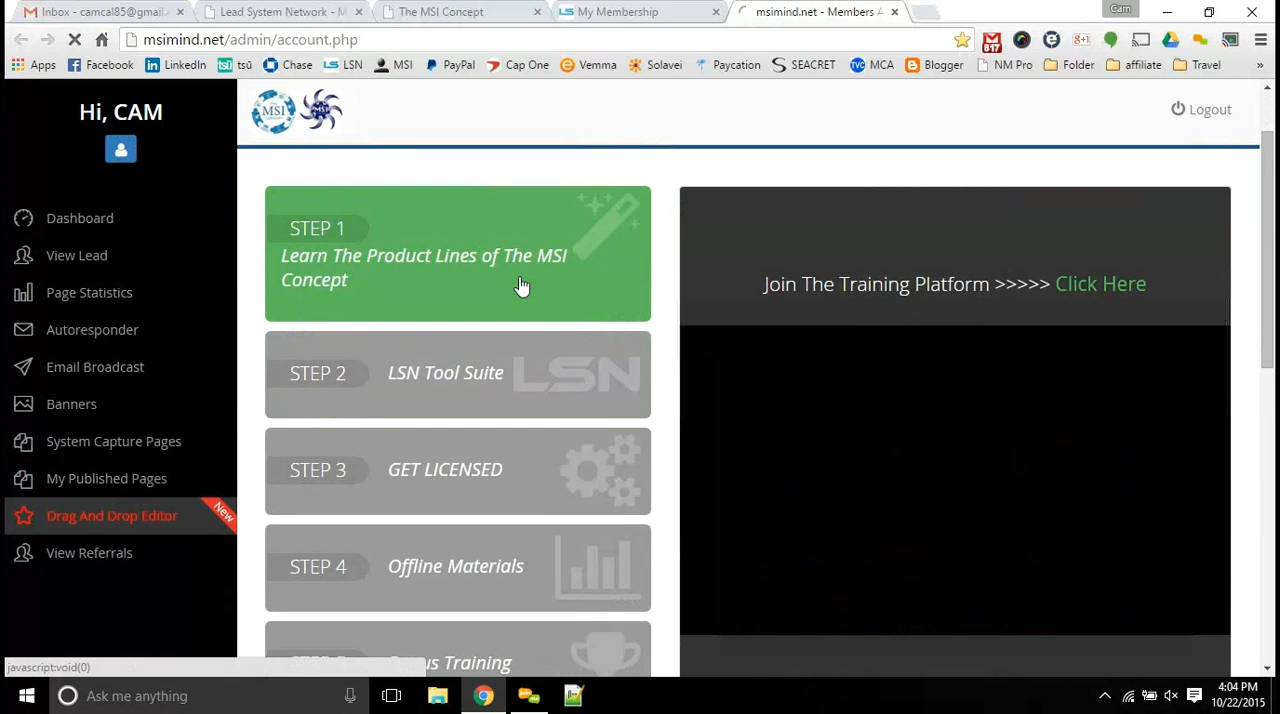 Inbox - camcal85@gmail.
Lead System Network - M
The MSI Concept
My Membership
msimind.net - Members A
Cam
msimind.net/admin/account.php
817
Apps
Facebook
LinkedIn
tsū
Chase
LSN
MSI
PayPal
Cap One
Vemma
Solavei
Paycation
SEACRET
MCA
Blogger
NM Pro
Folder
affiliate
Travel
»
Hi, CAM
MSI
Logout
Dashboard
View Lead
Page Statistics
Autoresponder
Email Broadcast
Banners
System Capture Pages
My Published Pages
Drag And Drop Editor
New
View Referrals
STEP 1
Learn The Product Lines of The MSI
Concept
STEP 2 LSN Tool Suite LSN
STEP 3 GET LICENSED
STEP 4 Offline Materials
Training
Join The Training Platform >>>>> Click Here
javascript:void(0)
Ask me anything
4:04 PM
10/22/2015